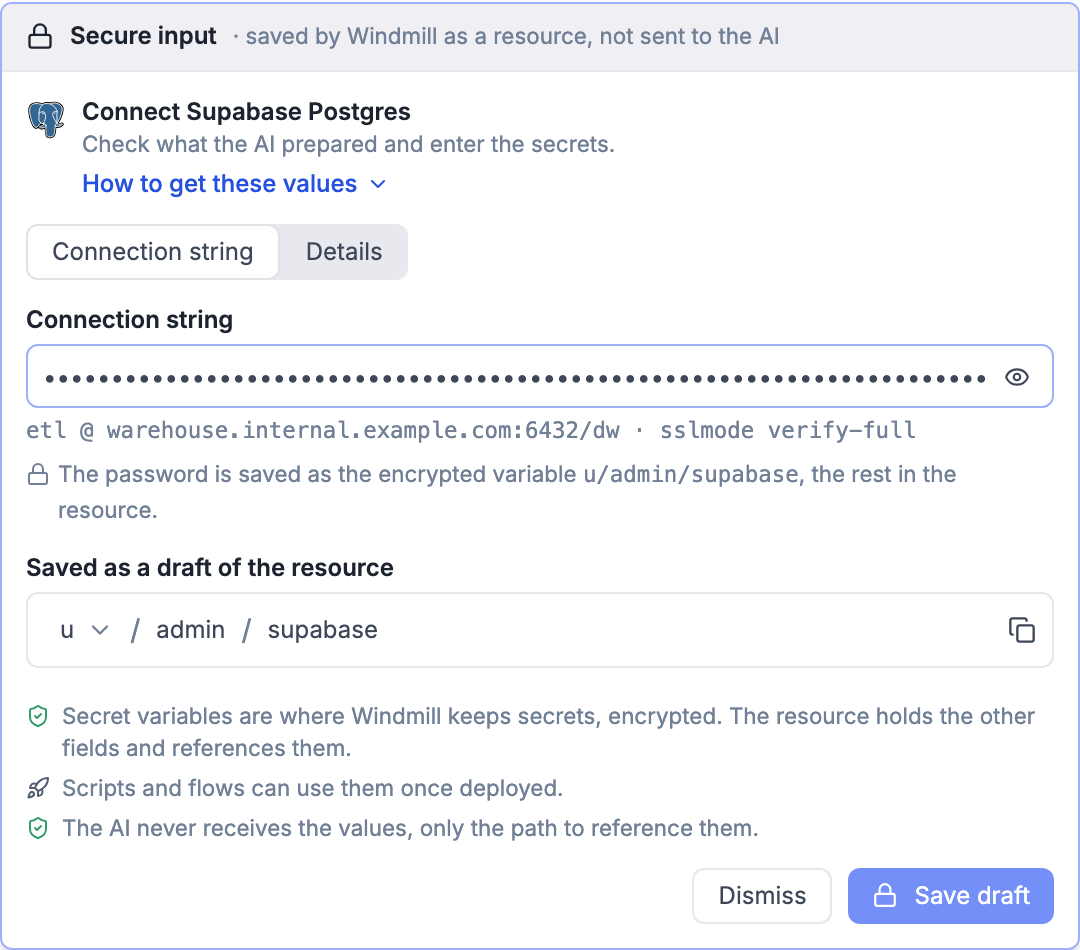 Secure input · saved by Windmill as a resource, not sent to the AI
Connect Supabase Postgres
Check what the AI prepared and enter the secrets.
How to get these values
Connection string Details
Connection string
etl @ warehouse.internal.example.com:6432/dw · sslmode verify-full
The password is saved as the encrypted variable u/admin/supabase, the rest in the
resource.
Saved as a draft of the resource
u / admin / supabase
Secret variables are where Windmill keeps secrets, encrypted. The resource holds the other
fields and references them.
Scripts and flows can use them once deployed.
The AI never receives the values, only the path to reference them.
Dismiss Save draft